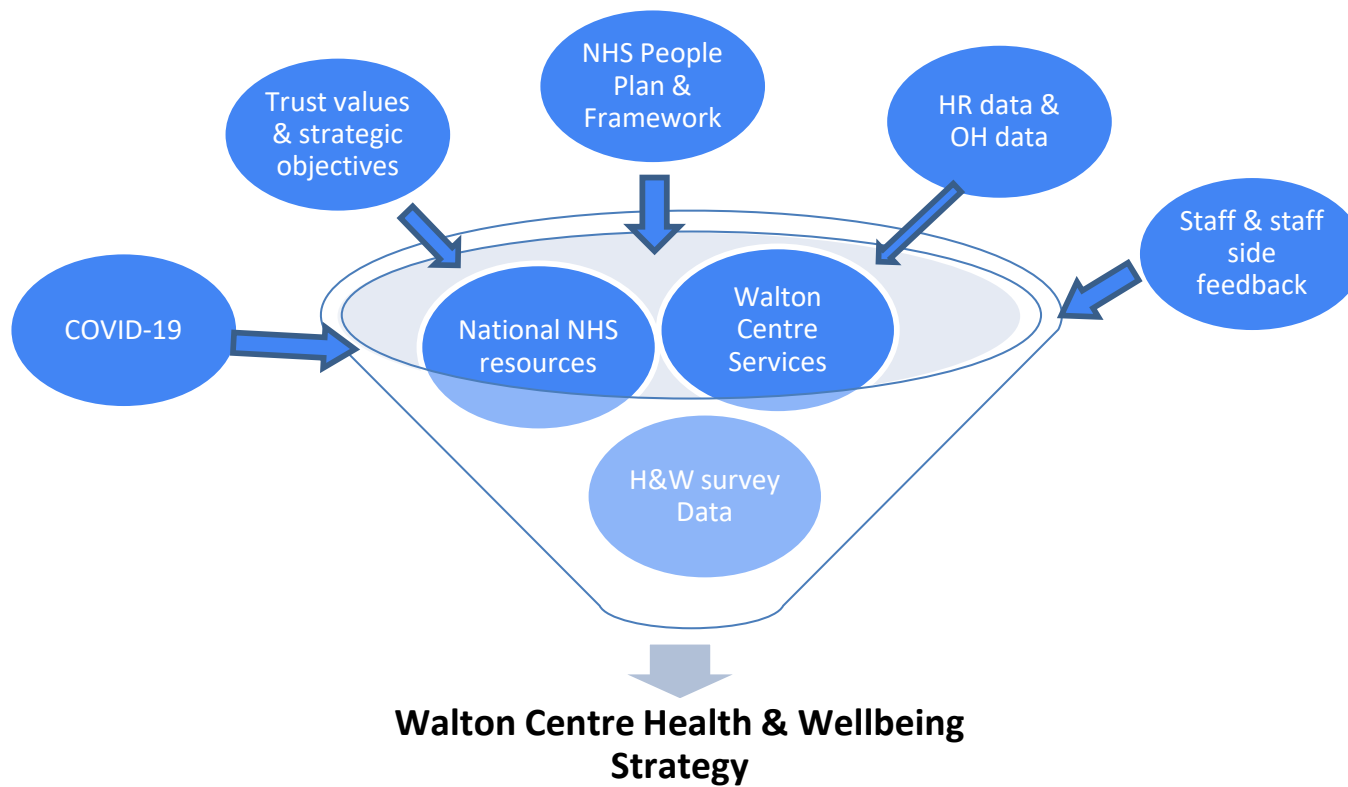 NHS People
Plan &
Framework
Trust values
& strategic
objectives
HR data &
OH data
Staff & staff
side
feedback
COVID-19
National NHS
resources
Walton
Centre
Services
H&W survey
Data
Walton Centre Health & Wellbeing
Strategy